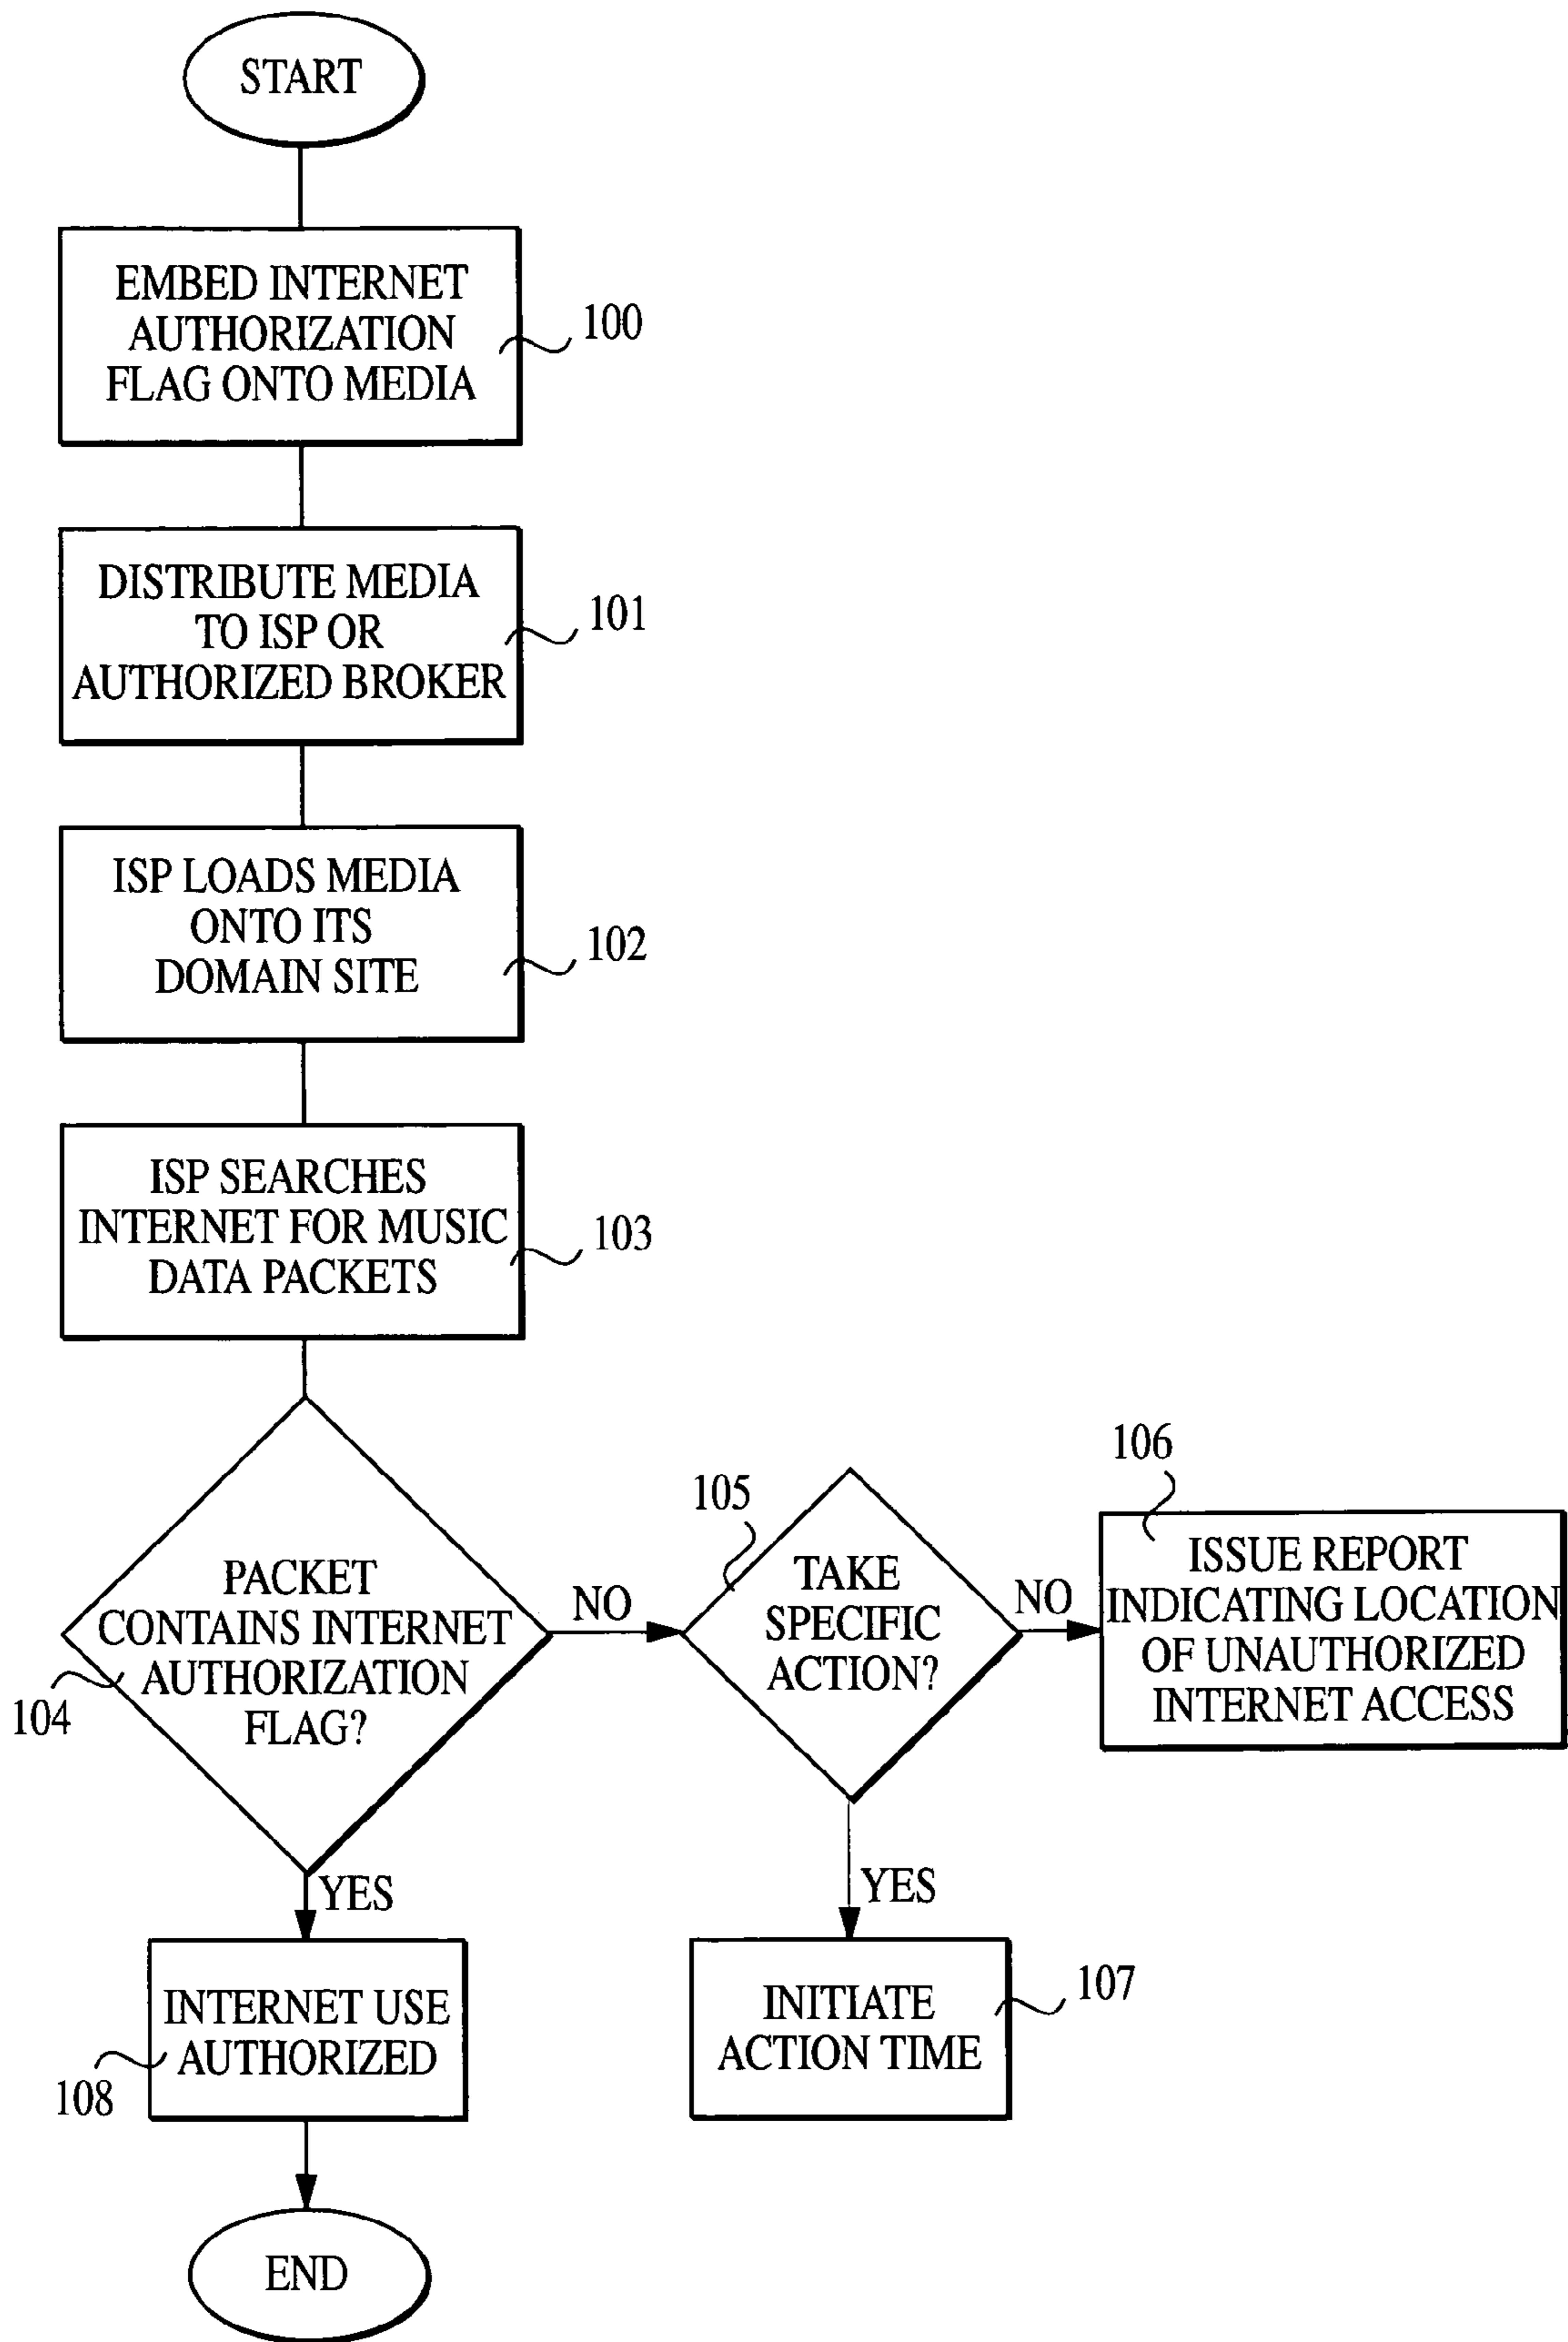 START
EMBED INTERNET
AUTHORIZATION
FLAG ONTO MEDIA
100
DISTRIBUTE MEDIA
TO ISP OR
AUTHORIZED BROKER
101
ISP LOADS MEDIA
ONTO ITS
DOMAIN SITE
102
ISP SEARCHES
INTERNET FOR MUSIC
DATA PACKETS
103
PACKET
CONTAINS INTERNET
AUTHORIZATION
FLAG?
104
NO
105
TAKE
SPECIFIC
ACTION?
NO
106
ISSUE REPORT
INDICATING LOCATION
OF UNAUTHORIZED
INTERNET ACCESS
YES
YES
INTERNET USE
AUTHORIZED
108
INITIATE
ACTION TIME
107
END